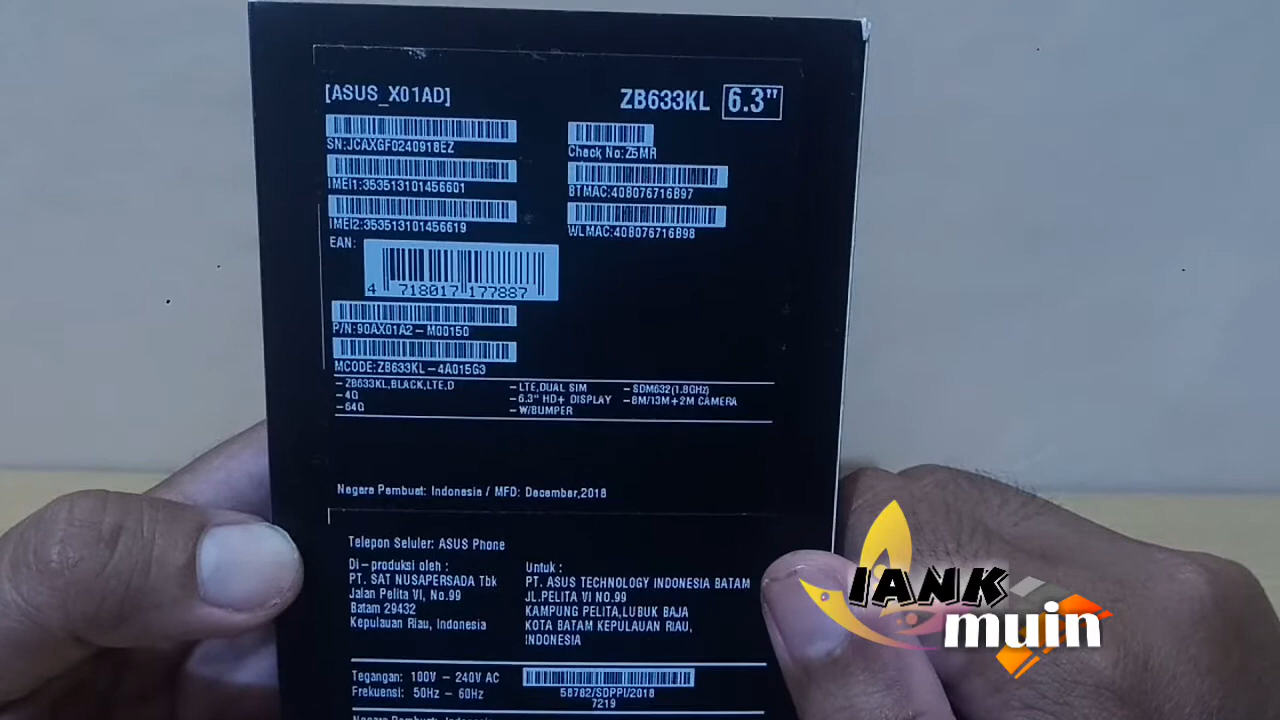 [ASUS_X01AD]
ZB633KL 6.3"
SN:JCAXGF0240918EZ
Check No:Z5MR
IMEI1:353513101456601
BTMAC:40B076716B97
IMEI2:353513101456619
WLMAC:40B076716B98
EAN:
4 718017 177887
P/N:90AX01A2-M00150
MCODE:ZB633KL-4A015G3
-ZB633KL,BLACK,LTE,D
-4G
-64G
-LTE,DUAL SIM
-6.3" HD+ DISPLAY
-W/BUMPER
-SDM632(1.8GHz)
-8M/13M+2M CAMERA
Negara Pembuat: Indonesia / MFD: December,2018
Telepon Seluler: ASUS Phone
Di-produksi oleh :
PT. SAT NUSAPERSADA Tbk
Jalan Pelita VI, No.99
Batam 29432
Kepulauan Riau, Indonesia
Untuk :
PT. ASUS TECHNOLOGY INDONESIA BATAM
JL.PELITA VI NO.99
KAMPUNG PELITA,LUBUK BAJA
KOTA BATAM KEPULAUAN RIAU,
INDONESIA
Tegangan: 100V - 240V AC
Frekuensi: 50Hz - 60Hz
58782/SDPPI/2018
7219
IANK
muin